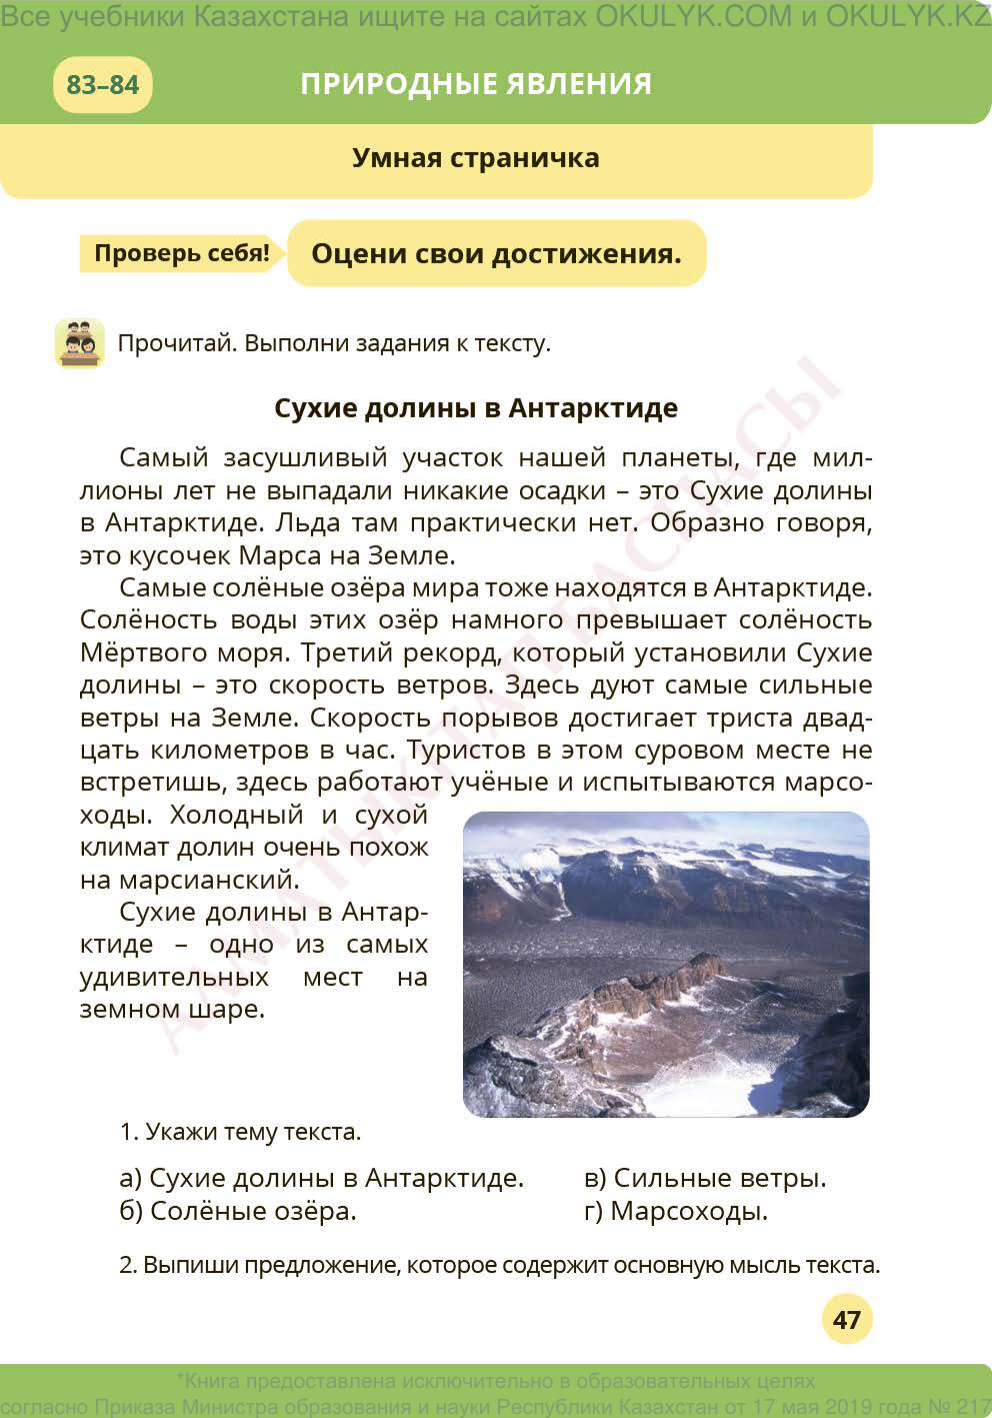 Все учебники Казахстана ищите на сайтах OKULYK.COM и OKULYK.KZ
83–84
ПРИРОДНЫЕ ЯВЛЕНИЯ
Умная страничка
Проверь себя!
Оцени свои достижения.
Прочитай. Выполни задания к тексту.
Сухие долины в Антарктиде
Самый засушливый участок нашей планеты, где мил-
лионы лет не выпадали никакие осадки – это Сухие долины
в Антарктиде. Льда там практически нет. Образно говоря,
это кусочек Марса на Земле.
Самые солёные озёра мира тоже находятся в Антарктиде.
Солёность воды этих озёр намного превышает солёность
Мёртвого моря. Третий рекорд, который установили Сухие
долины – это скорость ветров. Здесь дуют самые сильные
ветры на Земле. Скорость порывов достигает триста двад-
цать километров в час. Туристов в этом суровом месте не
встретишь, здесь работают учёные и испытываются марсо-
ходы. Холодный и сухой
климат долин очень похож
на марсианский.
Сухие долины в Антар-
ктиде – одно из самых
удивительных мест на
земном шаре.
АЛМАТЫКІТАП БАСПАСЫ
1. Укажи тему текста.
а) Сухие долины в Антарктиде.
б) Солёные озёра.
в) Сильные ветры.
г) Марсоходы.
2. Выпиши предложение, которое содержит основную мысль текста.
47
*Книга предоставлена исключительно в образовательных целях
согласно Приказа Министра образования и науки Республики Казахстан от 17 мая 2019 года № 217